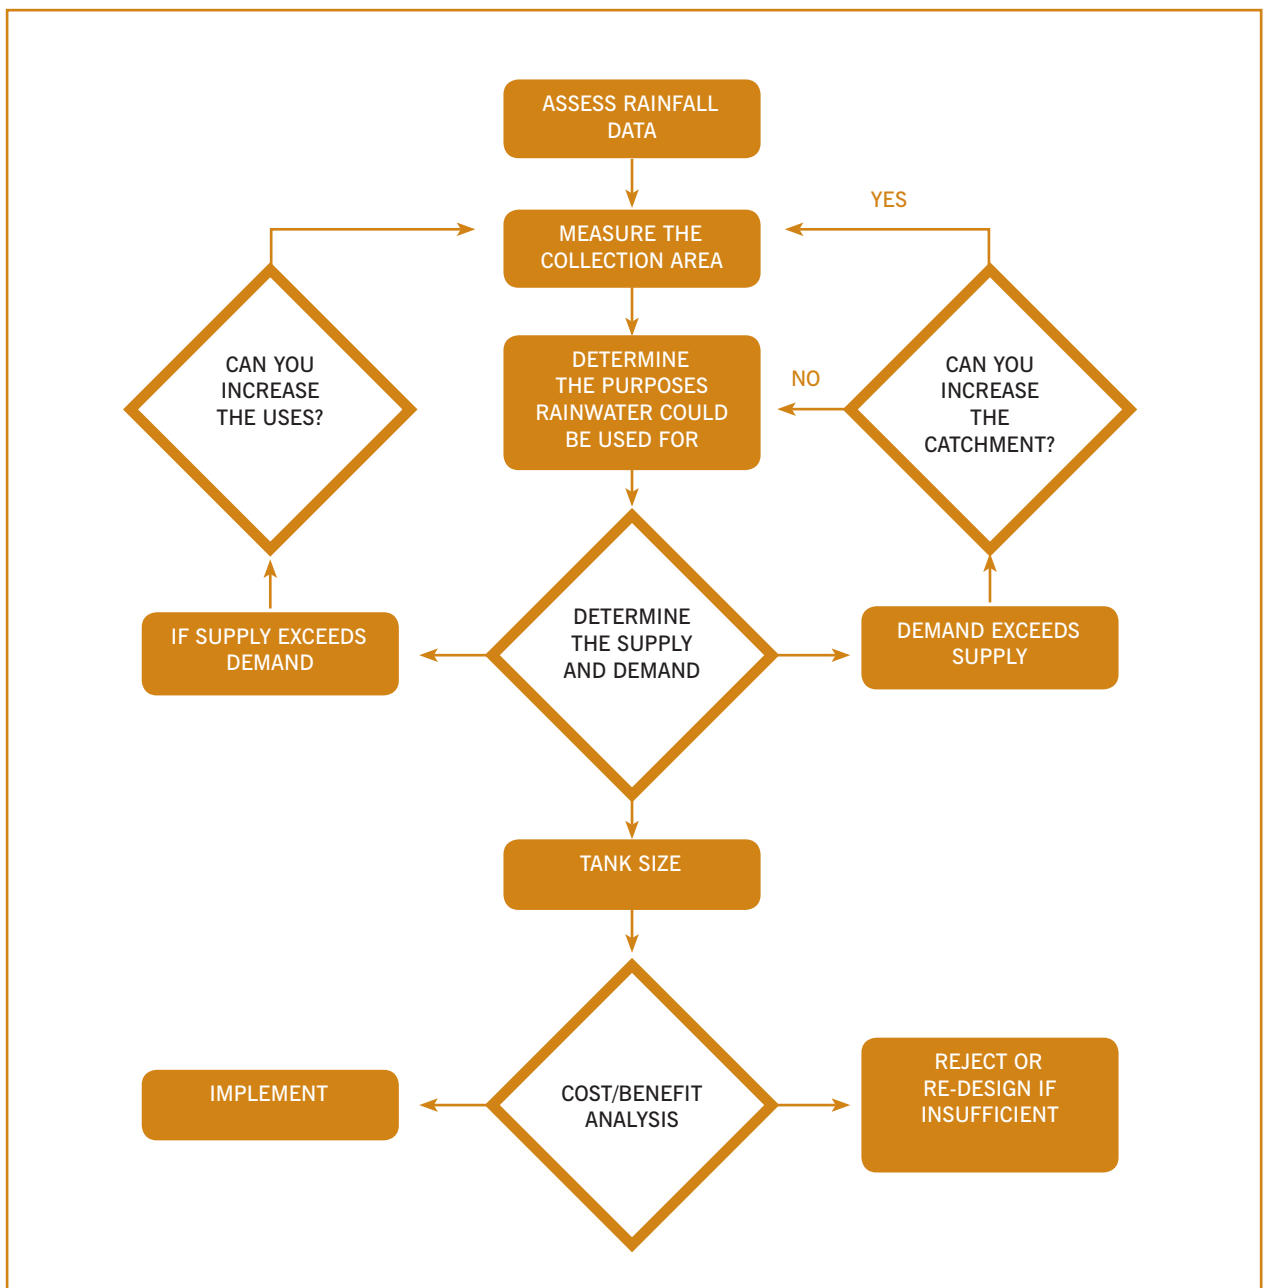 ASSESS RAINFALL
DATA
YES
MEASURE THE
COLLECTION AREA
CAN YOU
INCREASE
THE USES?
DETERMINE
THE PURPOSES
RAINWATER COULD
BE USED FOR
NO
CAN YOU
INCREASE
THE
CATCHMENT?
IF SUPPLY EXCEEDS
DEMAND
DETERMINE
THE SUPPLY
AND DEMAND
DEMAND EXCEEDS
SUPPLY
TANK SIZE
IMPLEMENT
COST/BENEFIT
ANALYSIS
REJECT OR
RE-DESIGN IF
INSUFFICIENT